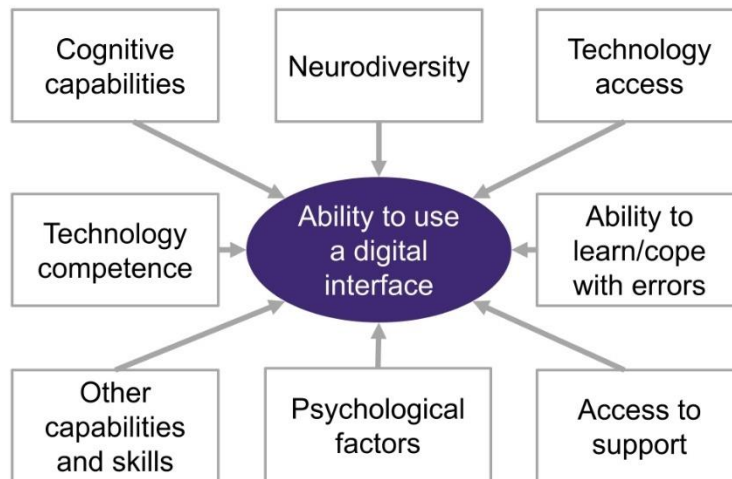 Cognitive
capabilities
Neurodiversity
Technology
access
Technology
competence
Ability to use
a digital
interface
Ability to
learn/cope
with errors
Other
capabilities
and skills
Psychological
factors
Access to
support